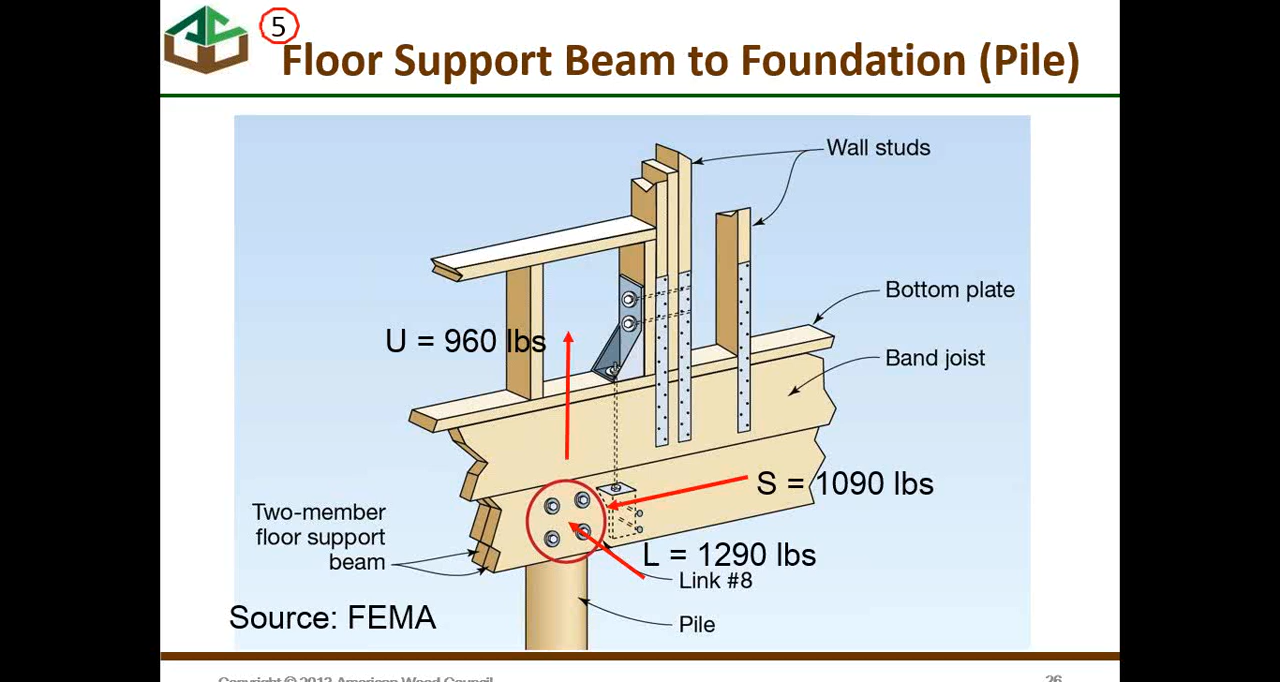 5
Floor Support Beam to Foundation (Pile)
Wall studs
Bottom plate
U = 960 lbs
Band joist
S = 1090 lbs
Two-member
floor support
beam
L = 1290 lbs
Link #8
Source: FEMA
Pile
Copyright © 2013 American Wood Council
26